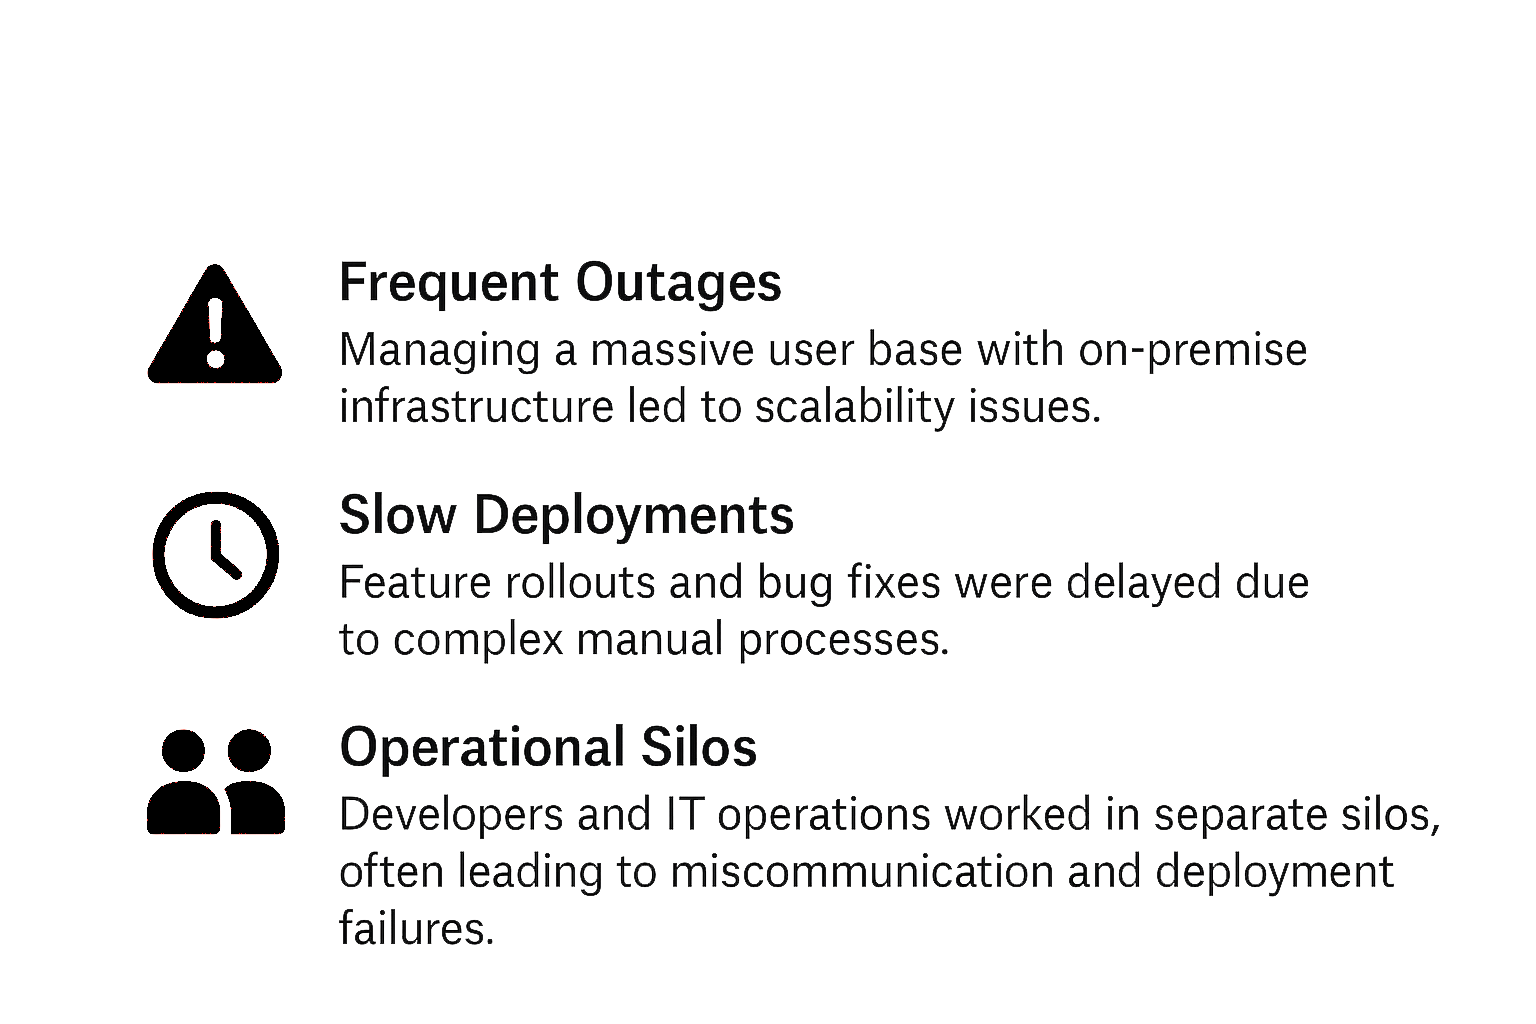 Frequent Outages
Managing a massive user base with on-premise
infrastructure led to scalability issues.
Slow Deployments
Feature rollouts and bug fixes were delayed due
to complex manual processes.
Operational Silos
Developers and IT operations worked in separate silos,
often leading to miscommunication and deployment
failures.